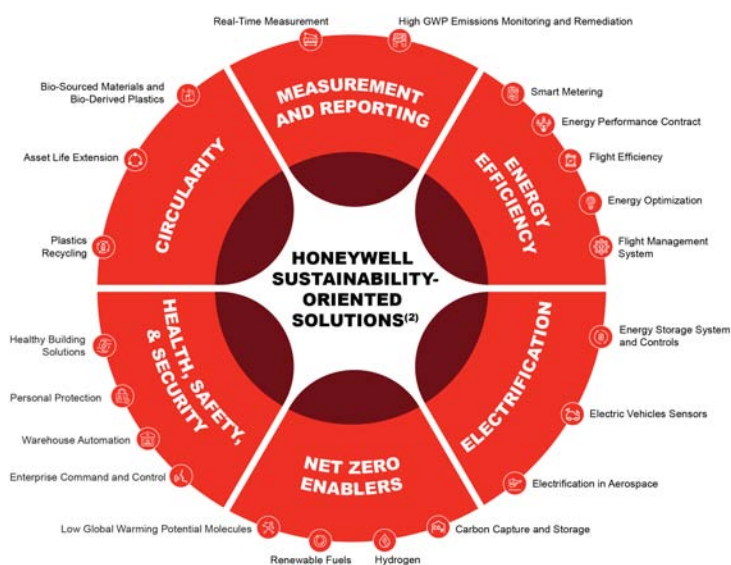 Real-Time Measurement
High GWP Emissions Monitoring and Remediation
Bio-Sourced Materials and
Bio-Derived Plastics
Asset Life Extension
Plastics
Recycling
CIRCULARITY
MEASUREMENT
AND REPORTING
Smart Metering
Energy Performance Contract
Flight Efficiency
Energy Optimization
Flight Management
System
ENERGY
EFFICIENCY
HONEYWELL
SUSTAINABILITY-
ORIENTED
SOLUTIONS(2)
Healthy Building
Solutions
Personal Protection
Warehouse Automation
Enterprise Command and Control
HEALTH, SAFETY,
& SECURITY
NET ZERO
ENABLERS
ELECTRIFICATION
Energy Storage System
and Controls
Electric Vehicles Sensors
Electrification in Aerospace
Low Global Warming Potential Molecules
Renewable Fuels
Hydrogen
Carbon Capture and Storage